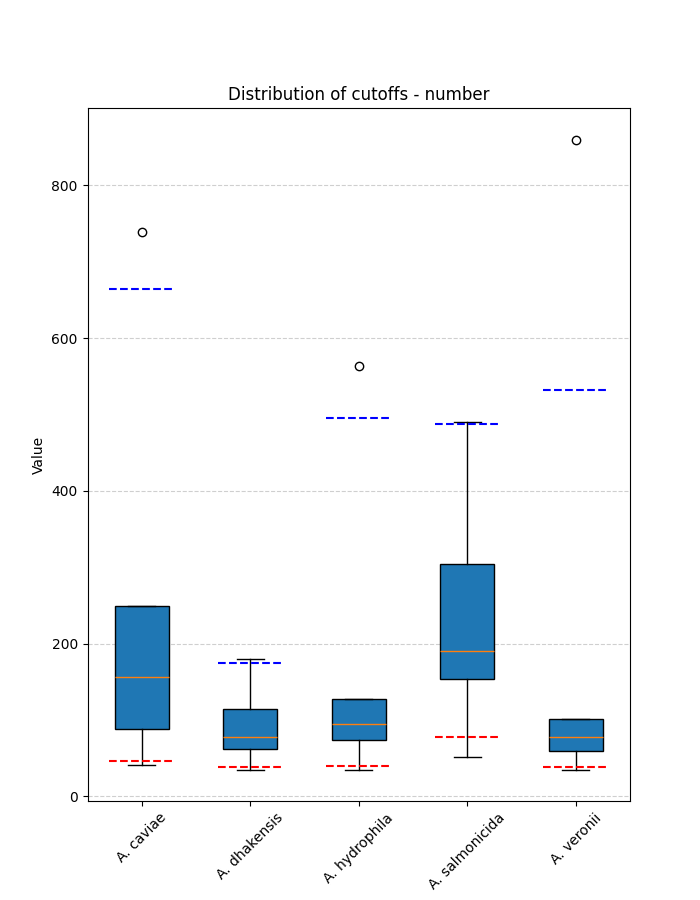 Distribution of cutoffs - number
Value
800
600
400
200
0
A. caviae
A. dhakensis
A. hydrophila
A. salmonicida
A. veronii